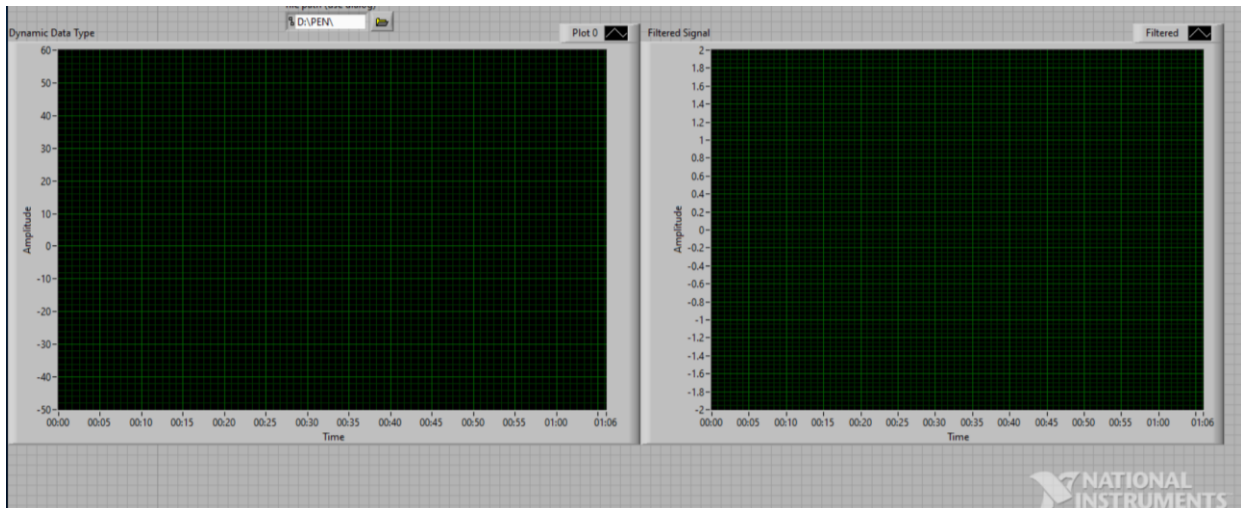 file path (use dialog)
D:\PEN\
Dynamic Data Type
Plot 0
60
50
40
30
20
10
0
-10
-20
-30
-40
-50
Amplitude
00:00 00:05 00:10 00:15 00:20 00:25 00:30 00:35 00:40 00:45 00:50 00:55 01:00 01:06
Time
Filtered Signal
Filtered
2
1.8
1.6
1.4
1.2
1
0.8
0.6
0.4
0.2
0
-0.2
-0.4
-0.6
-0.8
-1
-1.2
-1.4
-1.6
-1.8
-2
Amplitude
00:00 00:05 00:10 00:15 00:20 00:25 00:30 00:35 00:40 00:45 00:50 00:55 01:00 01:06
Time
NATIONAL
INSTRUMENTS